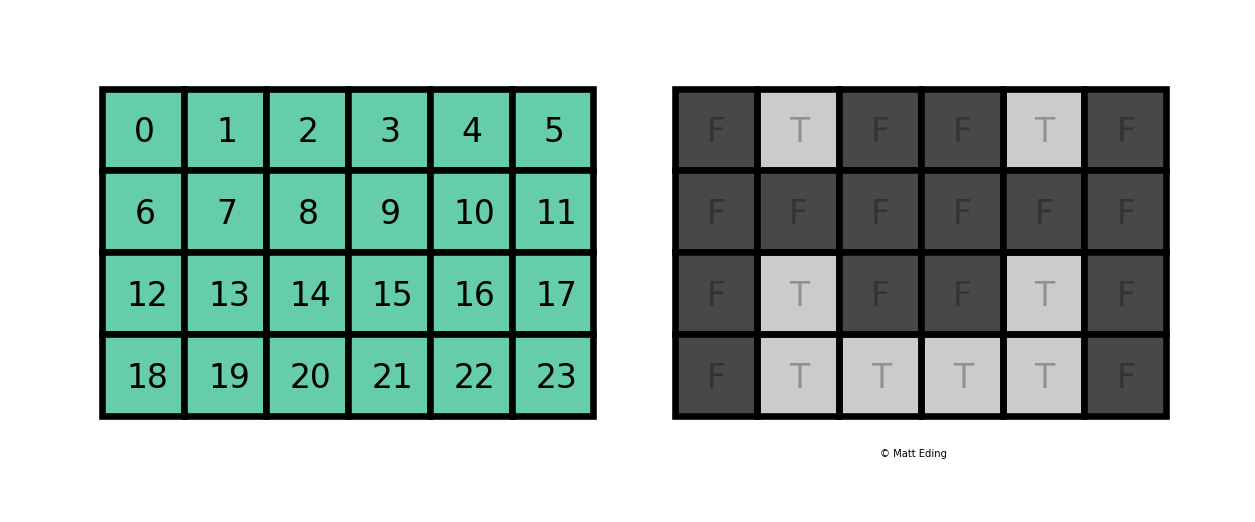 0 1 2 3 4 5 F T F F T F
6 7 8 9 10 11 F F F F F F
12 13 14 15 16 17 F T F F T F
18 19 20 21 22 23 F T T T T F
© Matt Eding